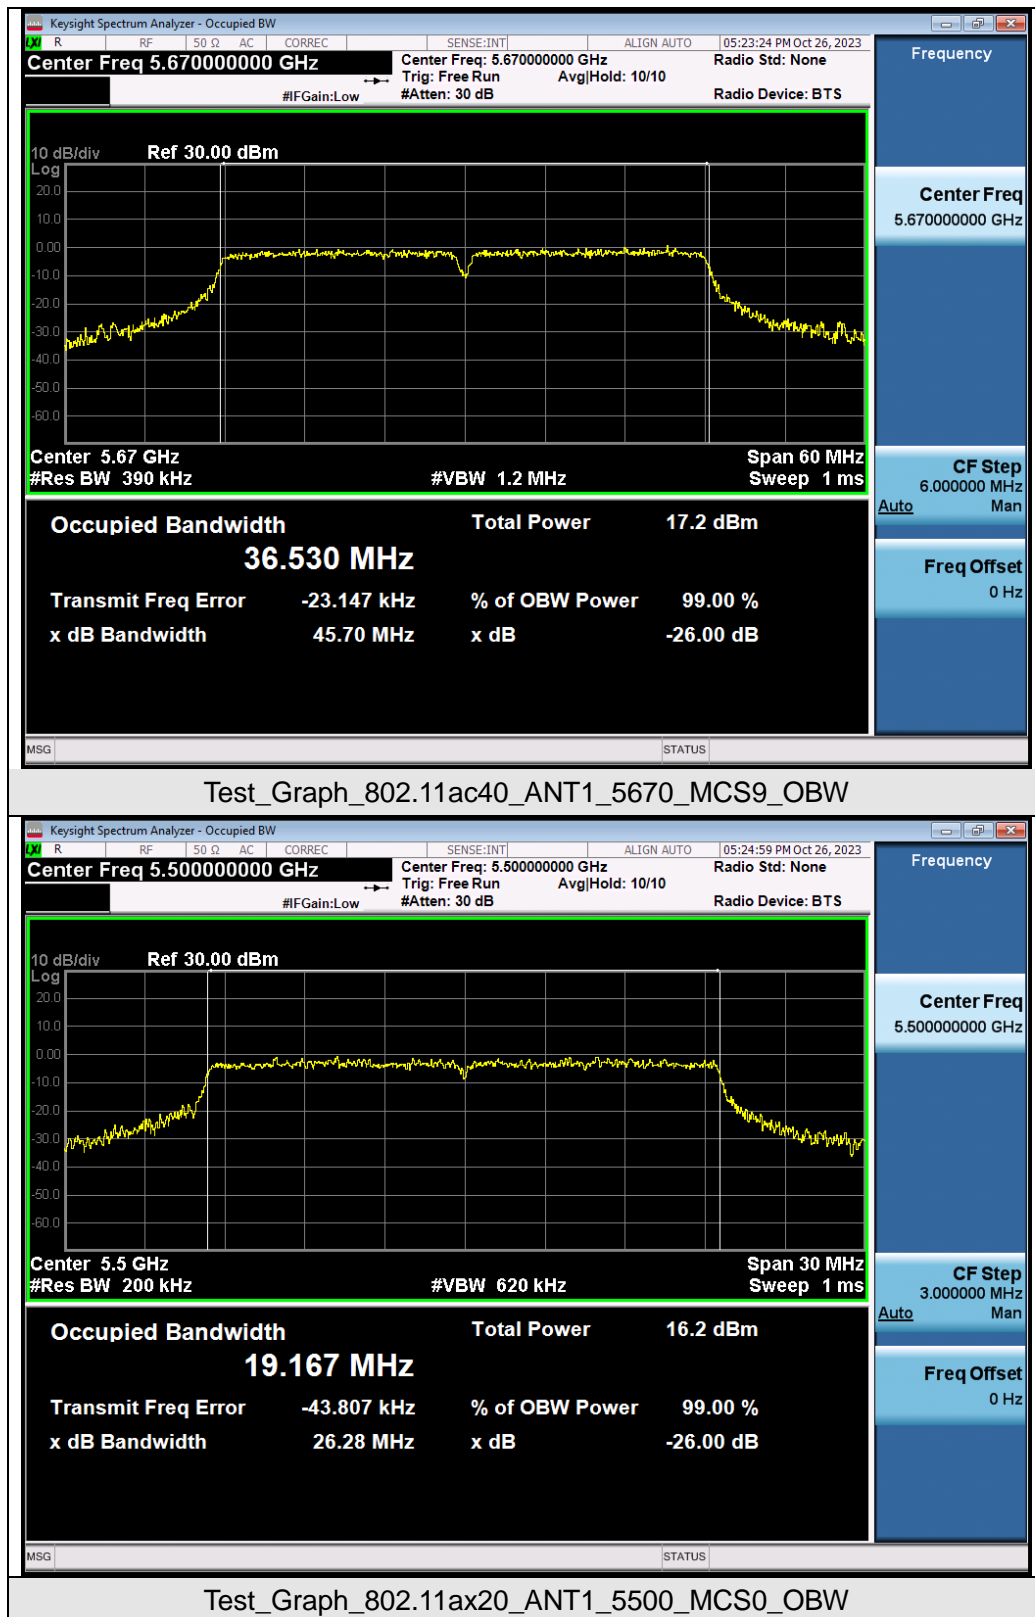 Keysight Spectrum Analyzer - Occupied BW
LXI R RF 50 Ω AC CORREC SENSE:INT ALIGN AUTO 05:23:24 PM Oct 26, 2023
Center Freq 5.670000000 GHz
Center Freq: 5.670000000 GHz
Radio Std: None
Trig: Free Run Avg|Hold: 10/10
#IFGain:Low
#Atten: 30 dB
Radio Device: BTS
Frequency
10 dB/div Ref 30.00 dBm
Log
20.0
10.0
0.00
-10.0
-20.0
-30.0
-40.0
-50.0
-60.0
Center 5.67 GHz Span 60 MHz
#Res BW 390 kHz #VBW 1.2 MHz Sweep 1 ms
Center Freq
5.670000000 GHz
CF Step
6.000000 MHz
Auto Man
Freq Offset
0 Hz
Occupied Bandwidth Total Power 17.2 dBm
36.530 MHz
Transmit Freq Error -23.147 kHz % of OBW Power 99.00 %
x dB Bandwidth 45.70 MHz x dB -26.00 dB
MSG STATUS
Test_Graph_802.11ac40_ANT1_5670_MCS9_OBW
Keysight Spectrum Analyzer - Occupied BW
LXI R RF 50 Ω AC CORREC SENSE:INT ALIGN AUTO 05:24:59 PM Oct 26, 2023
Center Freq 5.500000000 GHz
Center Freq: 5.500000000 GHz
Radio Std: None
Trig: Free Run Avg|Hold: 10/10
#IFGain:Low
#Atten: 30 dB
Radio Device: BTS
Frequency
10 dB/div Ref 30.00 dBm
Log
20.0
10.0
0.00
-10.0
-20.0
-30.0
-40.0
-50.0
-60.0
Center 5.5 GHz Span 30 MHz
#Res BW 200 kHz #VBW 620 kHz Sweep 1 ms
Center Freq
5.500000000 GHz
CF Step
3.000000 MHz
Auto Man
Freq Offset
0 Hz
Occupied Bandwidth Total Power 16.2 dBm
19.167 MHz
Transmit Freq Error -43.807 kHz % of OBW Power 99.00 %
x dB Bandwidth 26.28 MHz x dB -26.00 dB
MSG STATUS
Test_Graph_802.11ax20_ANT1_5500_MCS0_OBW